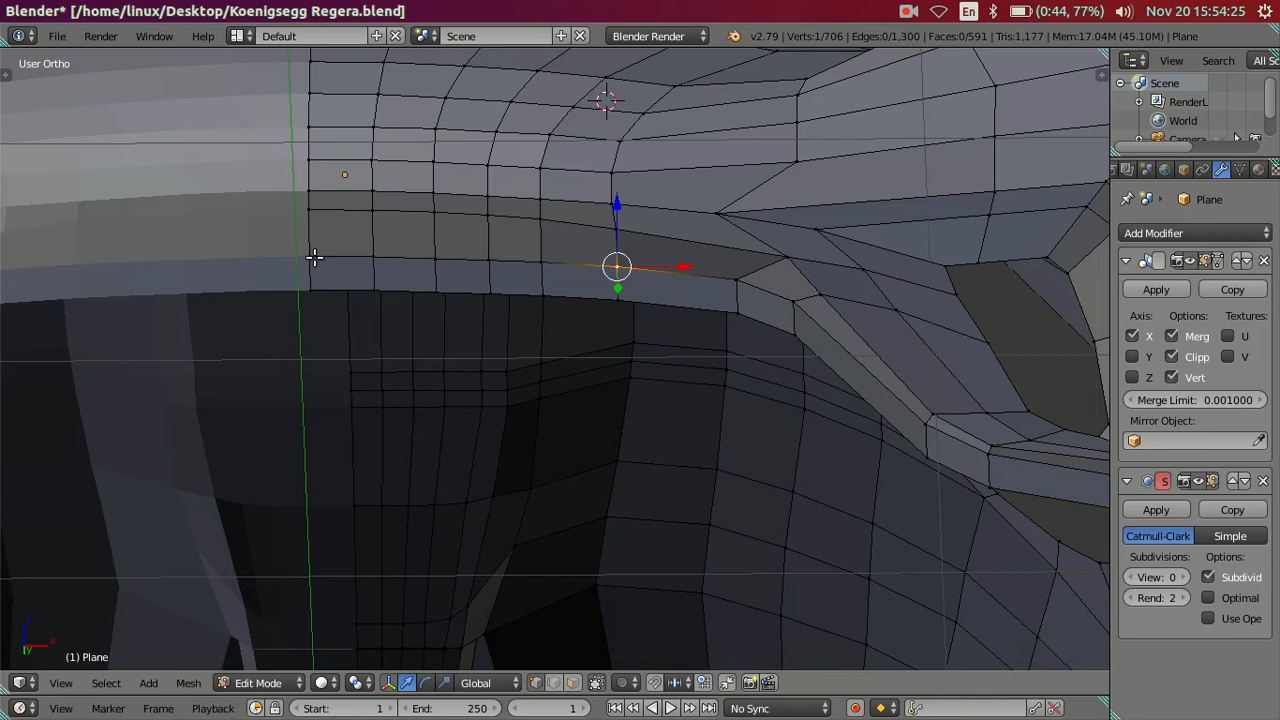 Blender* [/home/linux/Desktop/Koenigsegg Regera.blend]
En
(0:44, 77%)
Nov 20 15:54:25
File
Render
Window
Help
Default
Scene
Blender Render
v2.79 | Verts:1/706 | Edges:0/1,300 | Faces:0/591 | Tris:1,177 | Mem:17.04M (45.10M) | Plane
User Ortho
View
Search
All Sc
Scene
RenderL
World
Camera
Plane
Add Modifier
Apply
Copy
Axis:
Options:
Textures:
X
Merg
U
Y
Clipp
V
Z
Vert
Merge Limit: 0.001000
Mirror Object:
S
Apply
Copy
Catmull-Clark
Simple
Subdivisions:
Options:
View: 0
Subdivid
Rend: 2
Optimal
Use Ope
z
x
y
(1) Plane
View
Select
Add
Mesh
Edit Mode
Global
View
Marker
Frame
Playback
Start: 1
End: 250
1
No Sync